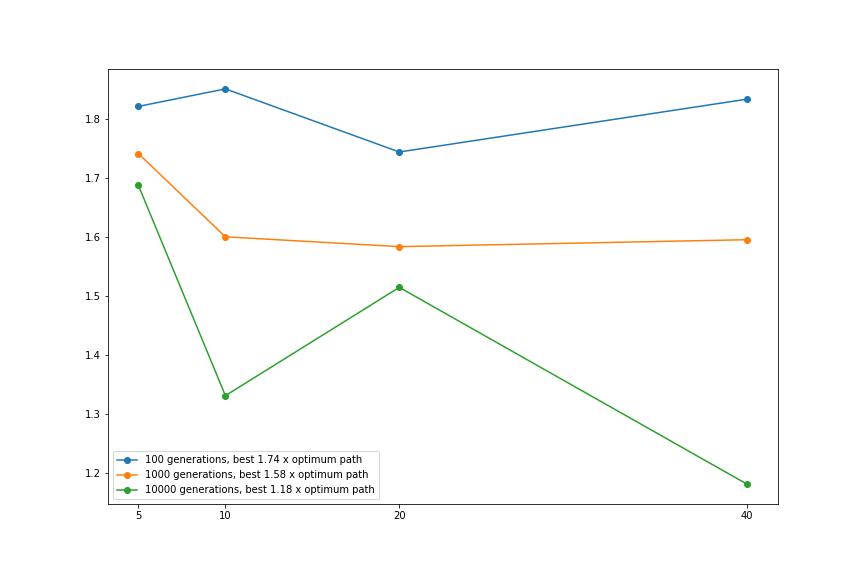 1.8
1.7
1.6
1.5
1.4
1.3
1.2
100 generations, best 1.74 x optimum path
1000 generations, best 1.58 x optimum path
10000 generations, best 1.18 x optimum path
5 10 20 40